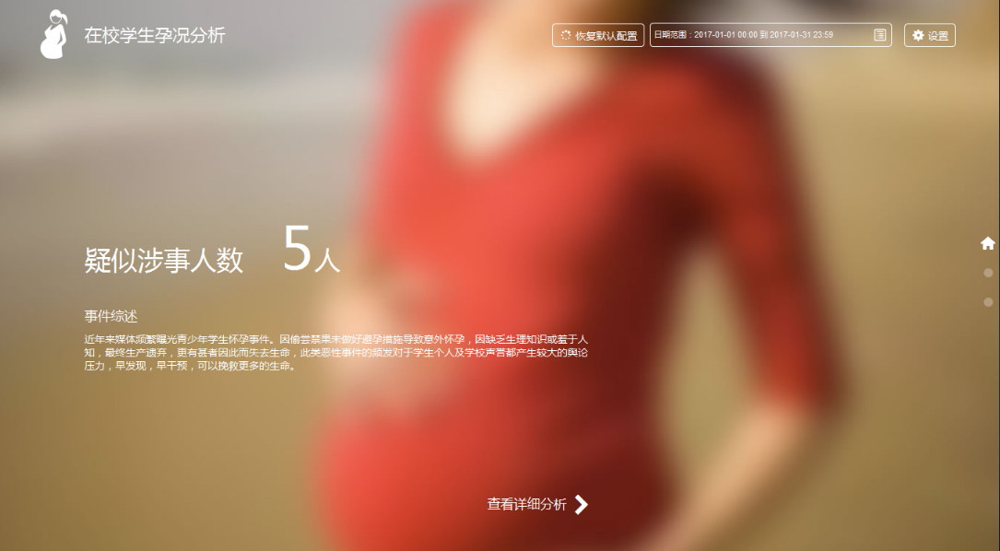 在校学生孕况分析
恢复默认配置
日期范围：2017-01-01 00:00 到 2017-01-31 23:59
设置
疑似涉事人数 5人
事件综述
近年来媒体频繁曝光青少年学生怀孕事件。因偷尝禁果未做好避孕措施导致意外怀孕，因缺乏生理知识或羞于人
知，最终生产遗弃，更有甚者因此而失去生命，此类恶性事件的频发对于学生个人及学校声誉都产生较大的舆论
压力，早发现，早干预，可以挽救更多的生命。
查看详细分析